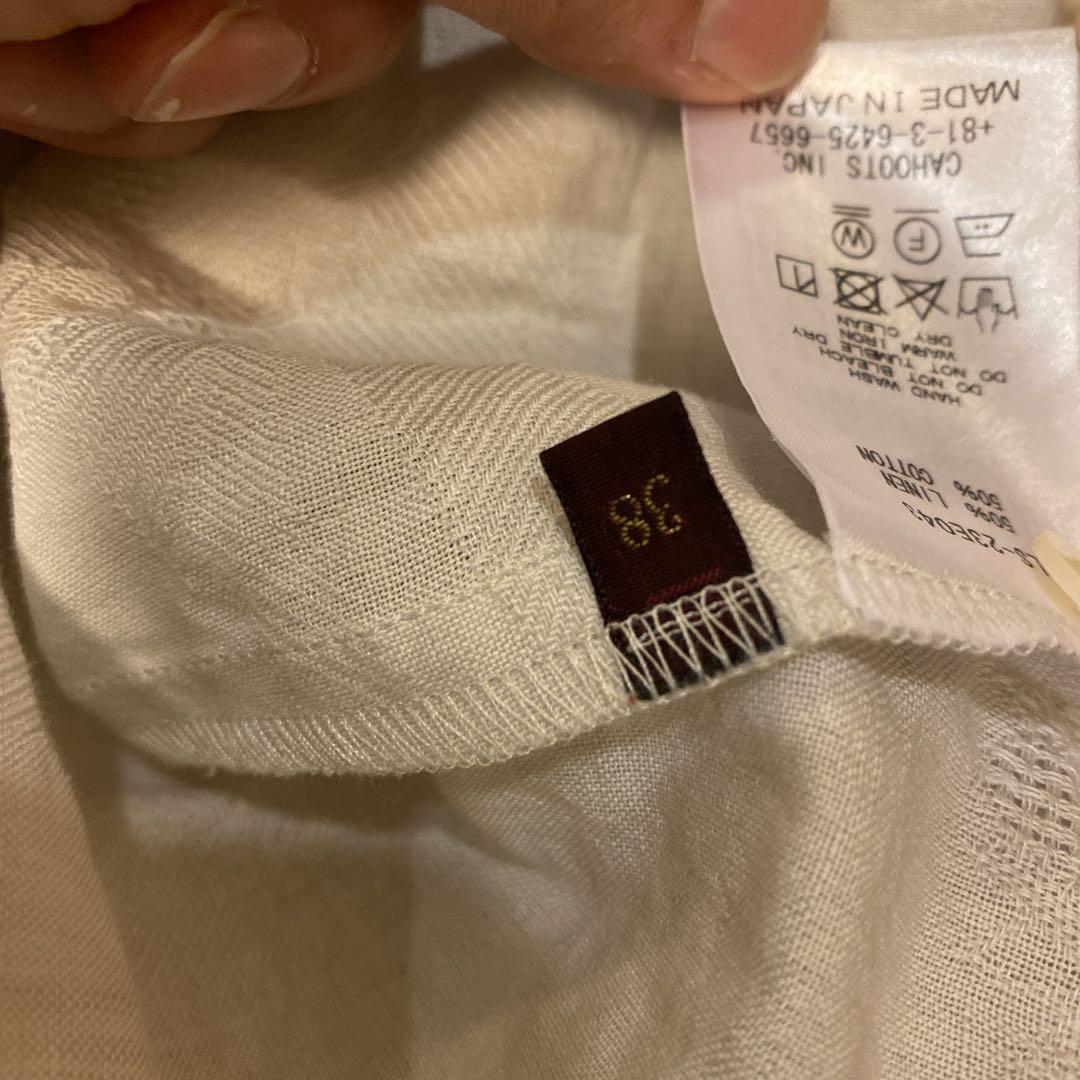 38
50% LINEN
50% COTTON
HAND WASH
DO NOT BLEACH
DO NOT TUMBLE DRY
WARM IRON
DRY CLEAN
F W
CAHOOTS INC.
+81-3-6425-6657
MADE IN JAPAN